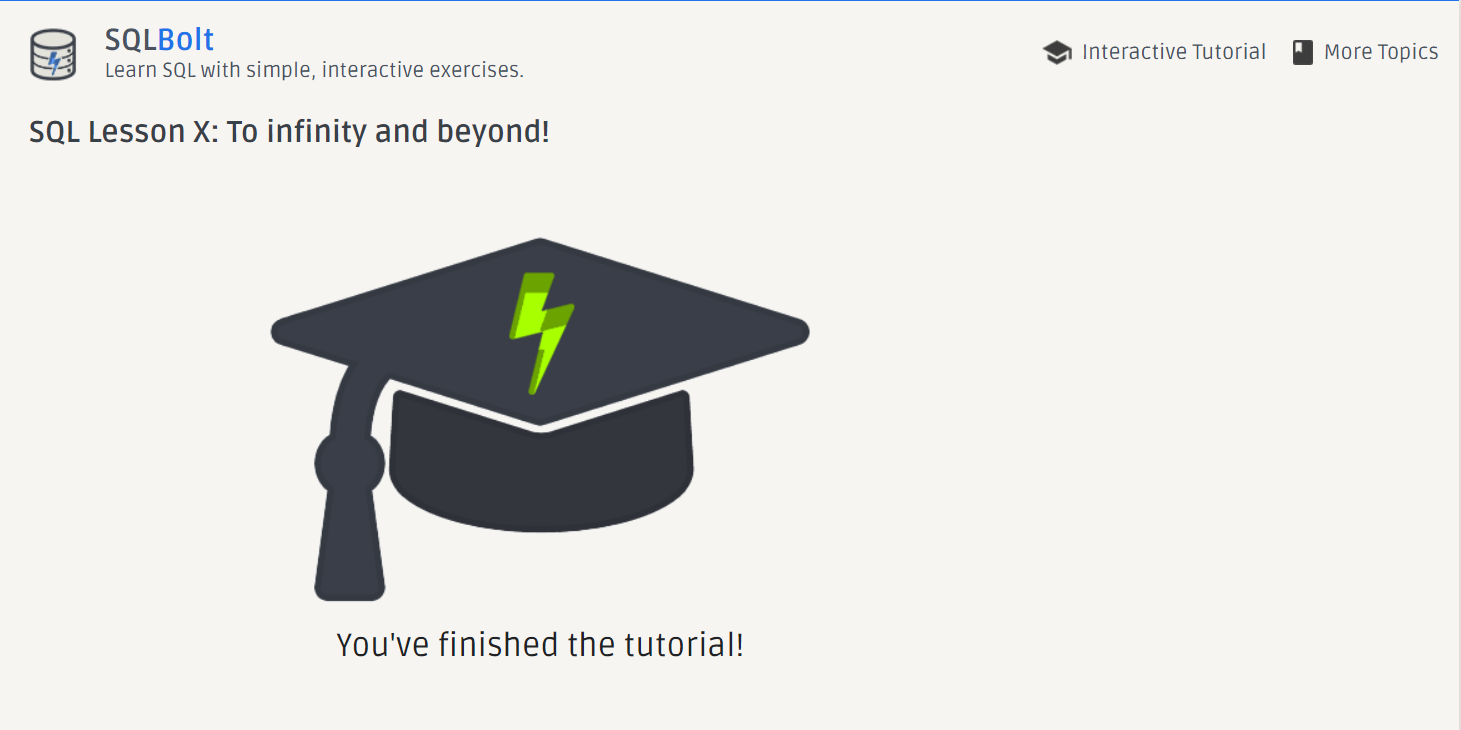 SQLBolt
Learn SQL with simple, interactive exercises.
Interactive Tutorial
More Topics
SQL Lesson X: To infinity and beyond!
You've finished the tutorial!